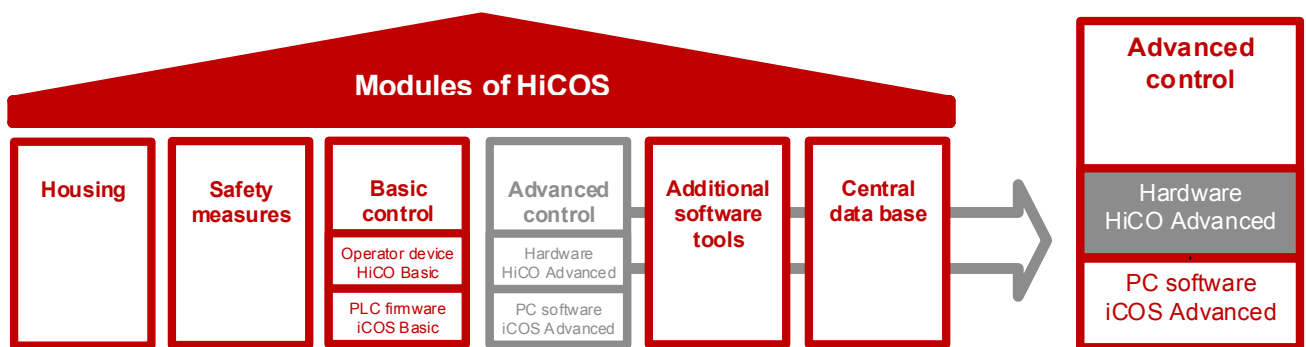 Modules of HiCOS
Housing
Safety
measures
Basic
control
Operator device
HiCO Basic
PLC firmware
iCOS Basic
Advanced
control
Hardware
HiCO Advanced
PC software
iCOS Advanced
Additional
software
tools
Central
data base
Advanced
control
Hardware
HiCO Advanced
PC software
iCOS Advanced